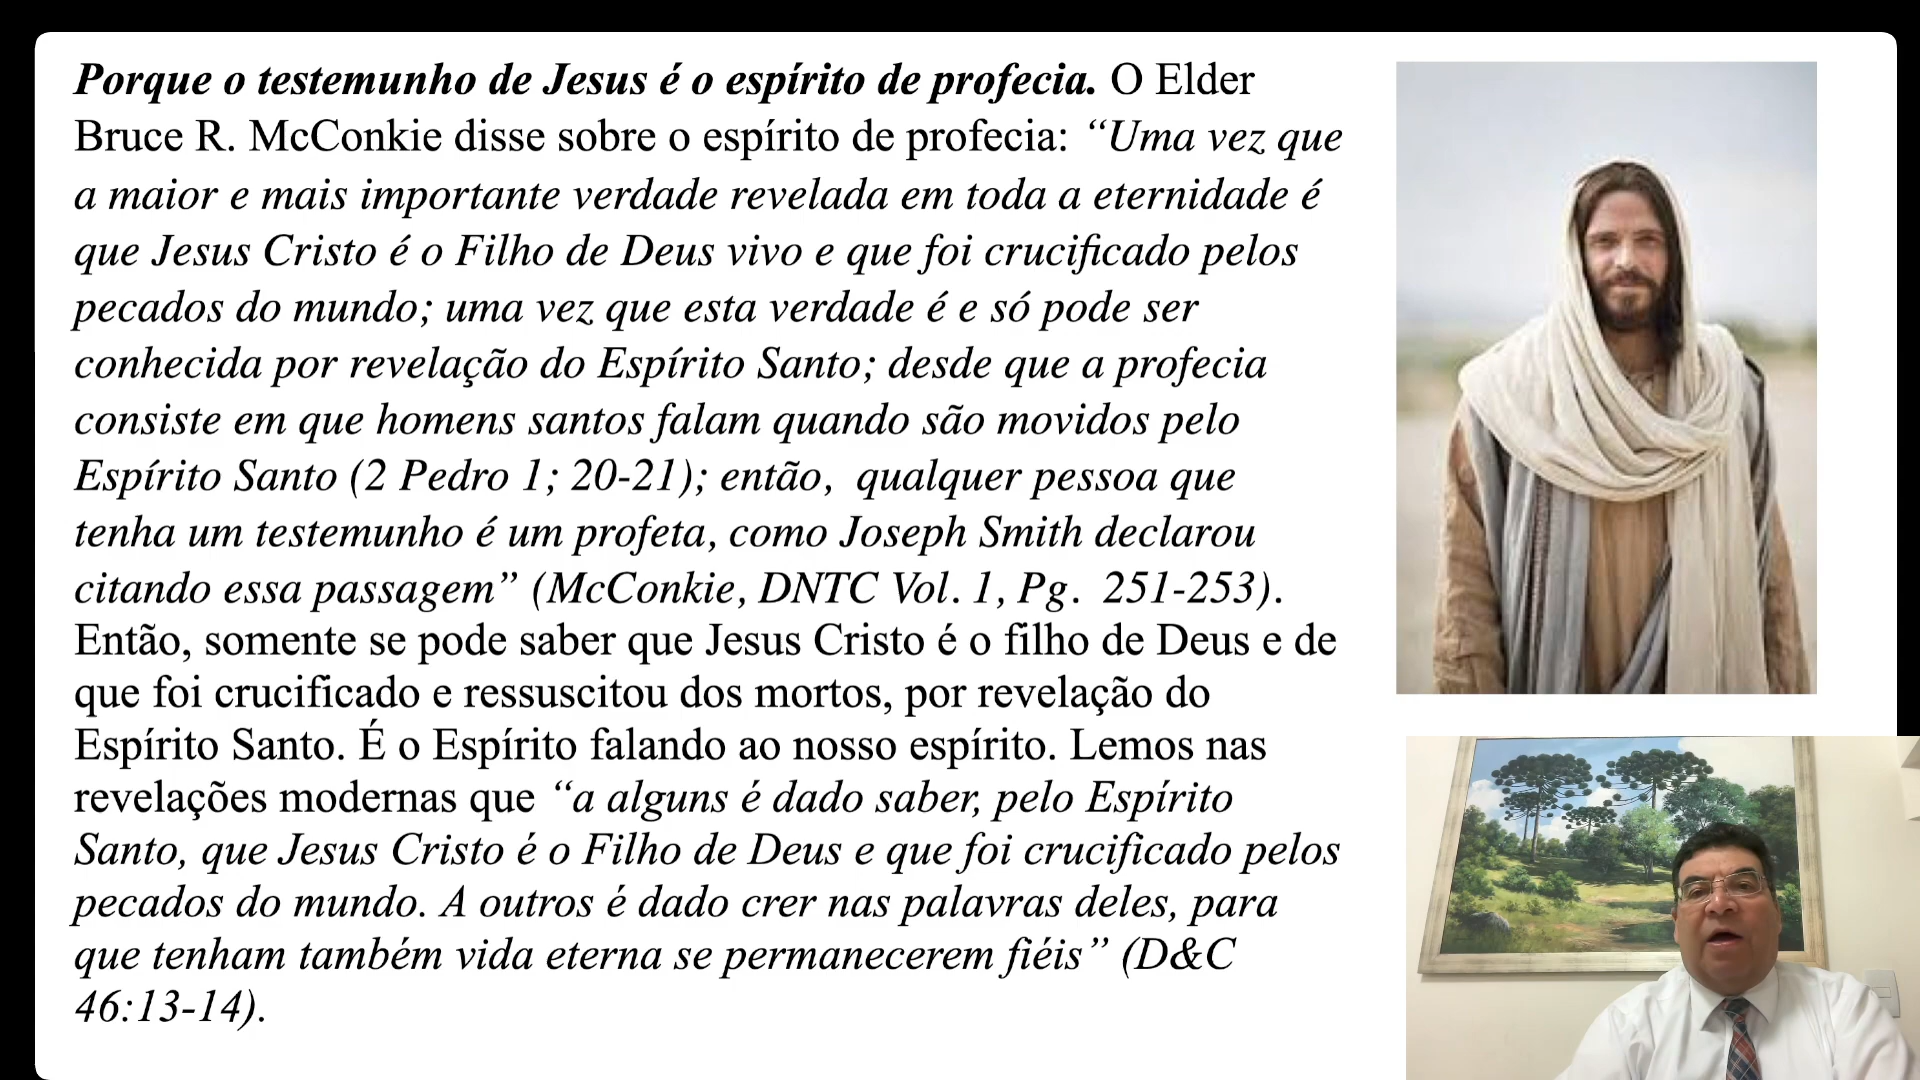 Porque o testemunho de Jesus é o espírito de profecia. O Elder
Bruce R. McConkie disse sobre o espírito de profecia: “Uma vez que
a maior e mais importante verdade revelada em toda a eternidade é
que Jesus Cristo é o Filho de Deus vivo e que foi crucificado pelos
pecados do mundo; uma vez que esta verdade é e só pode ser
conhecida por revelação do Espírito Santo; desde que a profecia
consiste em que homens santos falam quando são movidos pelo
Espírito Santo (2 Pedro 1; 20-21); então, qualquer pessoa que
tenha um testemunho é um profeta, como Joseph Smith declarou
citando essa passagem” (McConkie, DNTC Vol. 1, Pg. 251-253).
Então, somente se pode saber que Jesus Cristo é o filho de Deus e de
que foi crucificado e ressuscitou dos mortos, por revelação do
Espírito Santo. É o Espírito falando ao nosso espírito. Lemos nas
revelações modernas que “a alguns é dado saber, pelo Espírito
Santo, que Jesus Cristo é o Filho de Deus e que foi crucificado pelos
pecados do mundo. A outros é dado crer nas palavras deles, para
que tenham também vida eterna se permanecerem fiéis” (D&C
46:13-14).